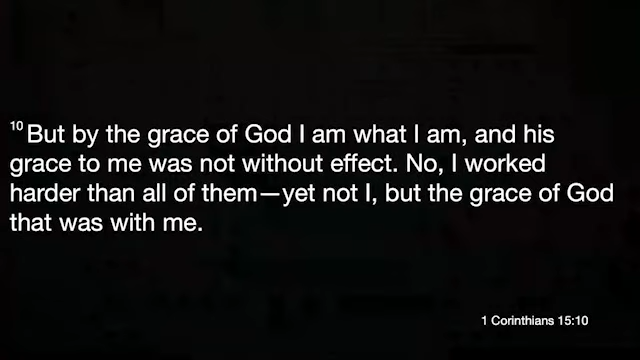 10 But by the grace of God I am what I am, and his
grace to me was not without effect. No, I worked
harder than all of them—yet not I, but the grace of God
that was with me.
1 Corinthians 15:10